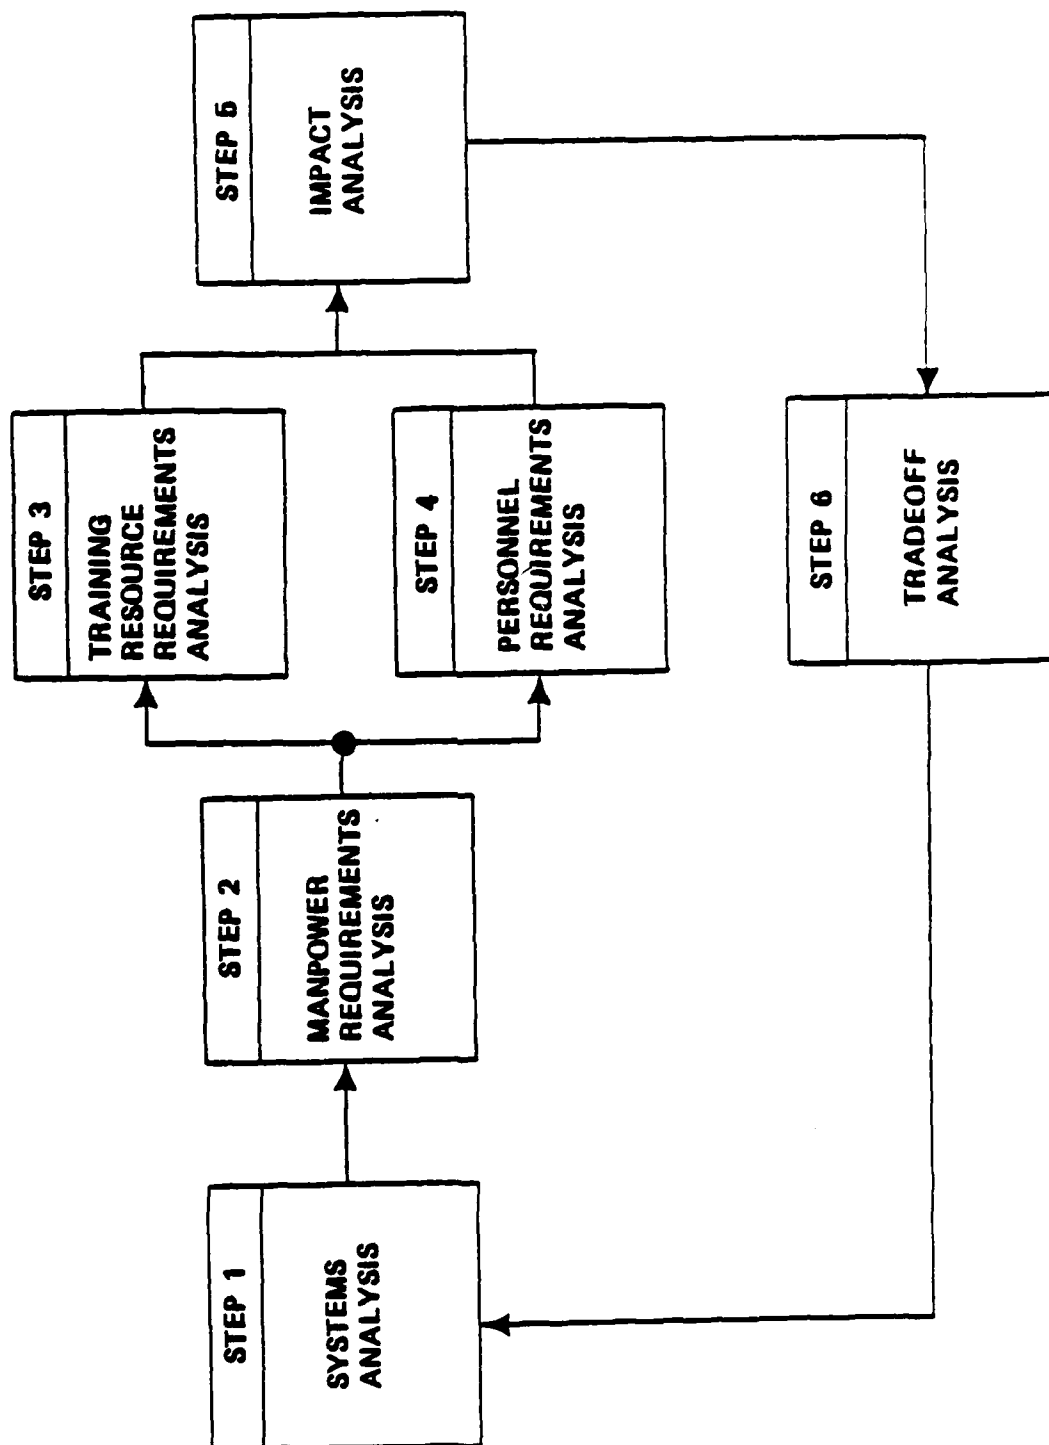 STEP 1
SYSTEMS
ANALYSIS
STEP 2
MANPOWER
REQUIREMENTS
ANALYSIS
STEP 3
TRAINING
RESOURCE
REQUIREMENTS
ANALYSIS
STEP 4
PERSONNEL
REQUIREMENTS
ANALYSIS
STEP 5
IMPACT
ANALYSIS
STEP 6
TRADEOFF
ANALYSIS